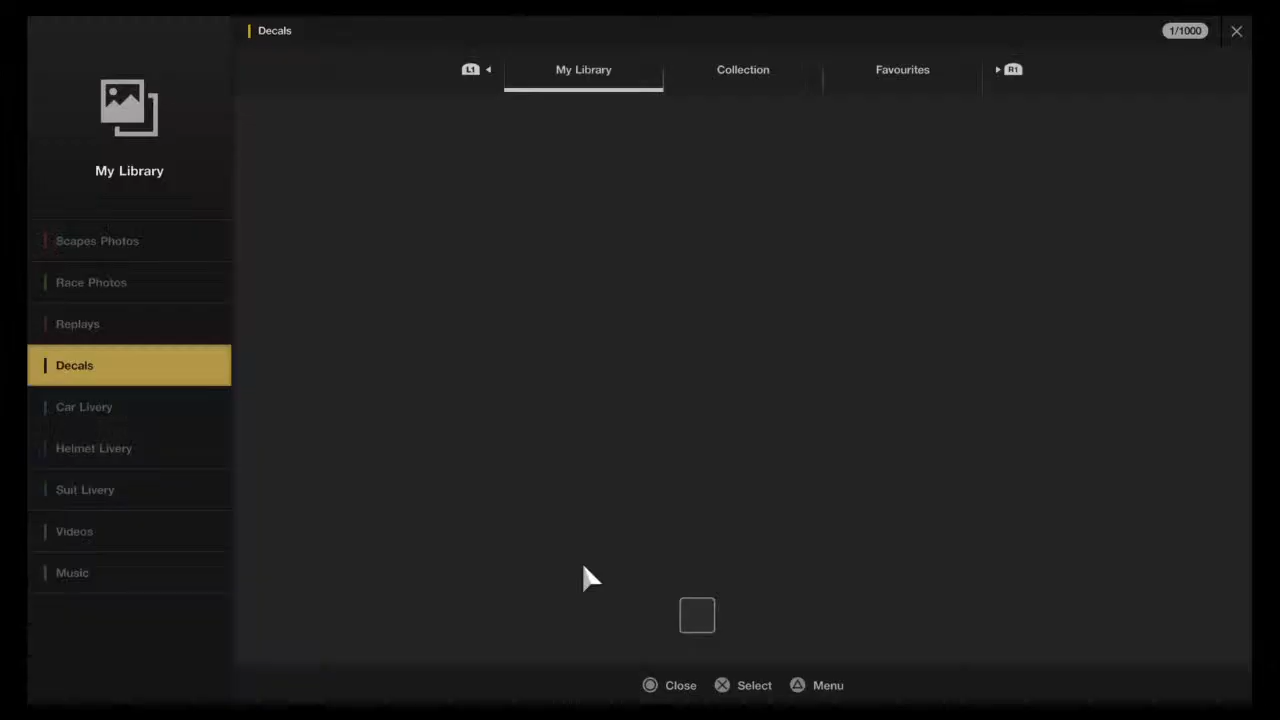 Decals
1/1000
L1
My Library
Collection
Favourites
R1
My Library
Scapes Photos
Race Photos
Replays
Decals
Car Livery
Helmet Livery
Suit Livery
Videos
Music
Close
Select
Menu